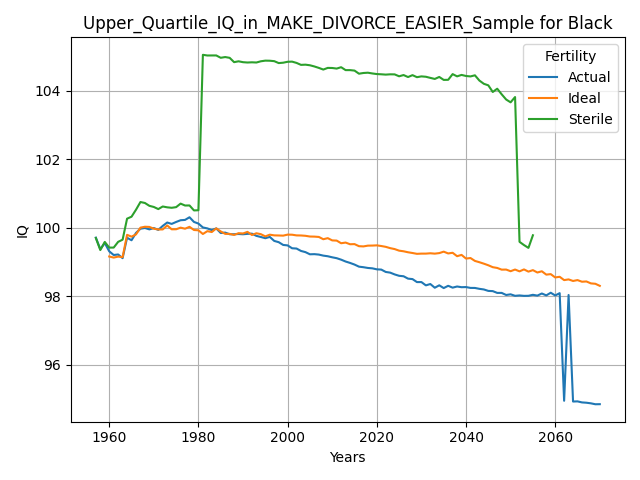 Upper_Quartile_IQ_in_MAKE_DIVORCE_EASIER_Sample for Black
Fertility
Actual
Ideal
Sterile
IQ
104
102
100
98
96
1960
1980
2000
2020
2040
2060
Years